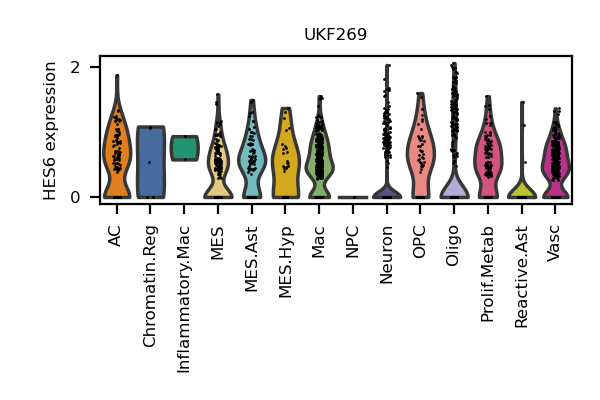 UKF269
HES6 expression
2
0
AC
Chromatin.Reg
Inflammatory.Mac
MES
MES.Ast
MES.Hyp
Mac
NPC
Neuron
OPC
Oligo
Prolif.Metab
Reactive.Ast
Vasc